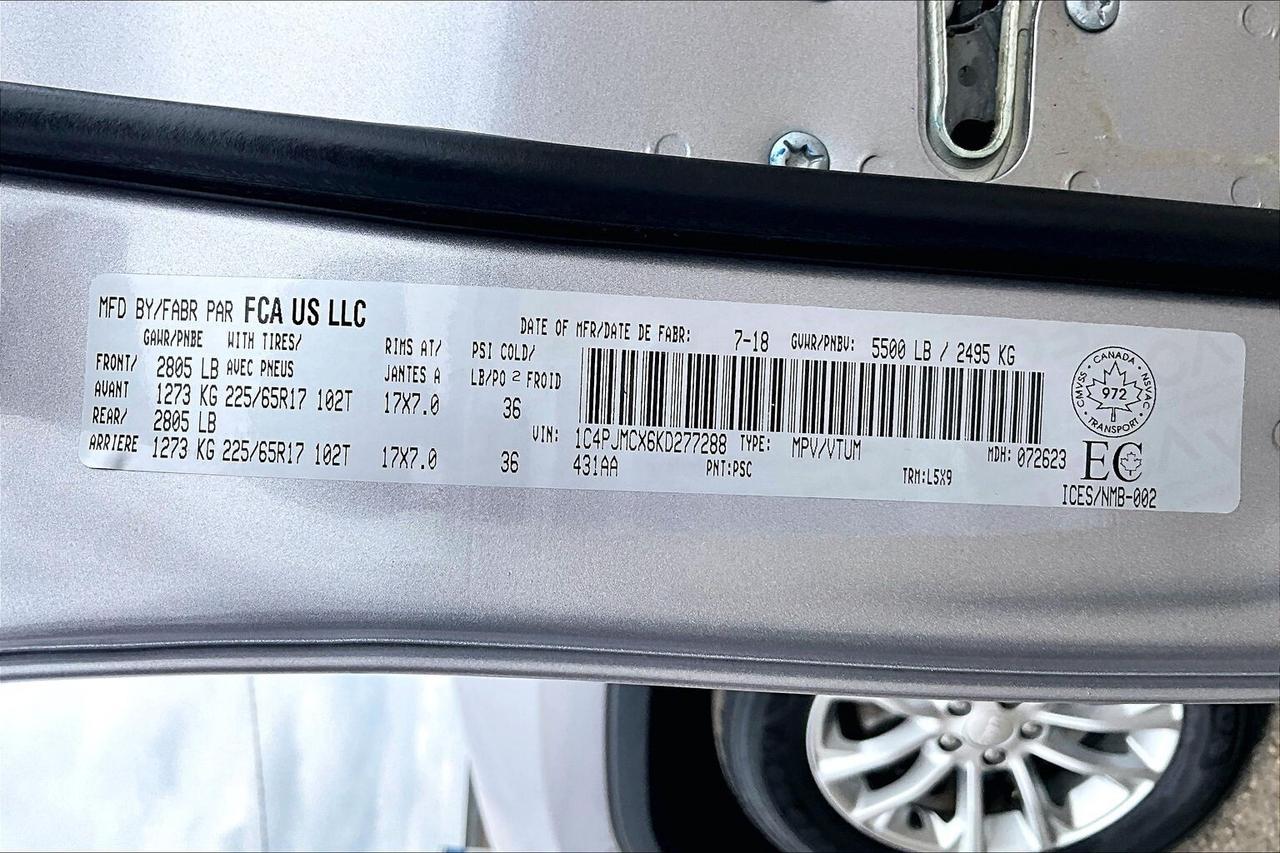 MFD BY/FABR PAR FCA US LLC
DATE OF MFR/DATE DE FABR: 7-18 GVWR/PNBV: 5500 LB / 2495 KG
GAWR/PNBE WITH TIRES/ RIMS AT/ PSI COLD/
FRONT/ 2805 LB AVEC PNEUS JANTES A LB/PO 2 FROID
AVANT 1273 KG 225/65R17 102T 17X7.0 36
REAR/ 2805 LB
ARRIERE 1273 KG 225/65R17 102T 17X7.0 36
VIN: 1C4PJMCX6KD277288 TYPE: MPV/VTUM MDH: 072623
431AA PNT:PSC TRM:L5X9
CANADA
CMVSS 972 NSVAC
TRANSPORT
EC
ICES/NMB-002